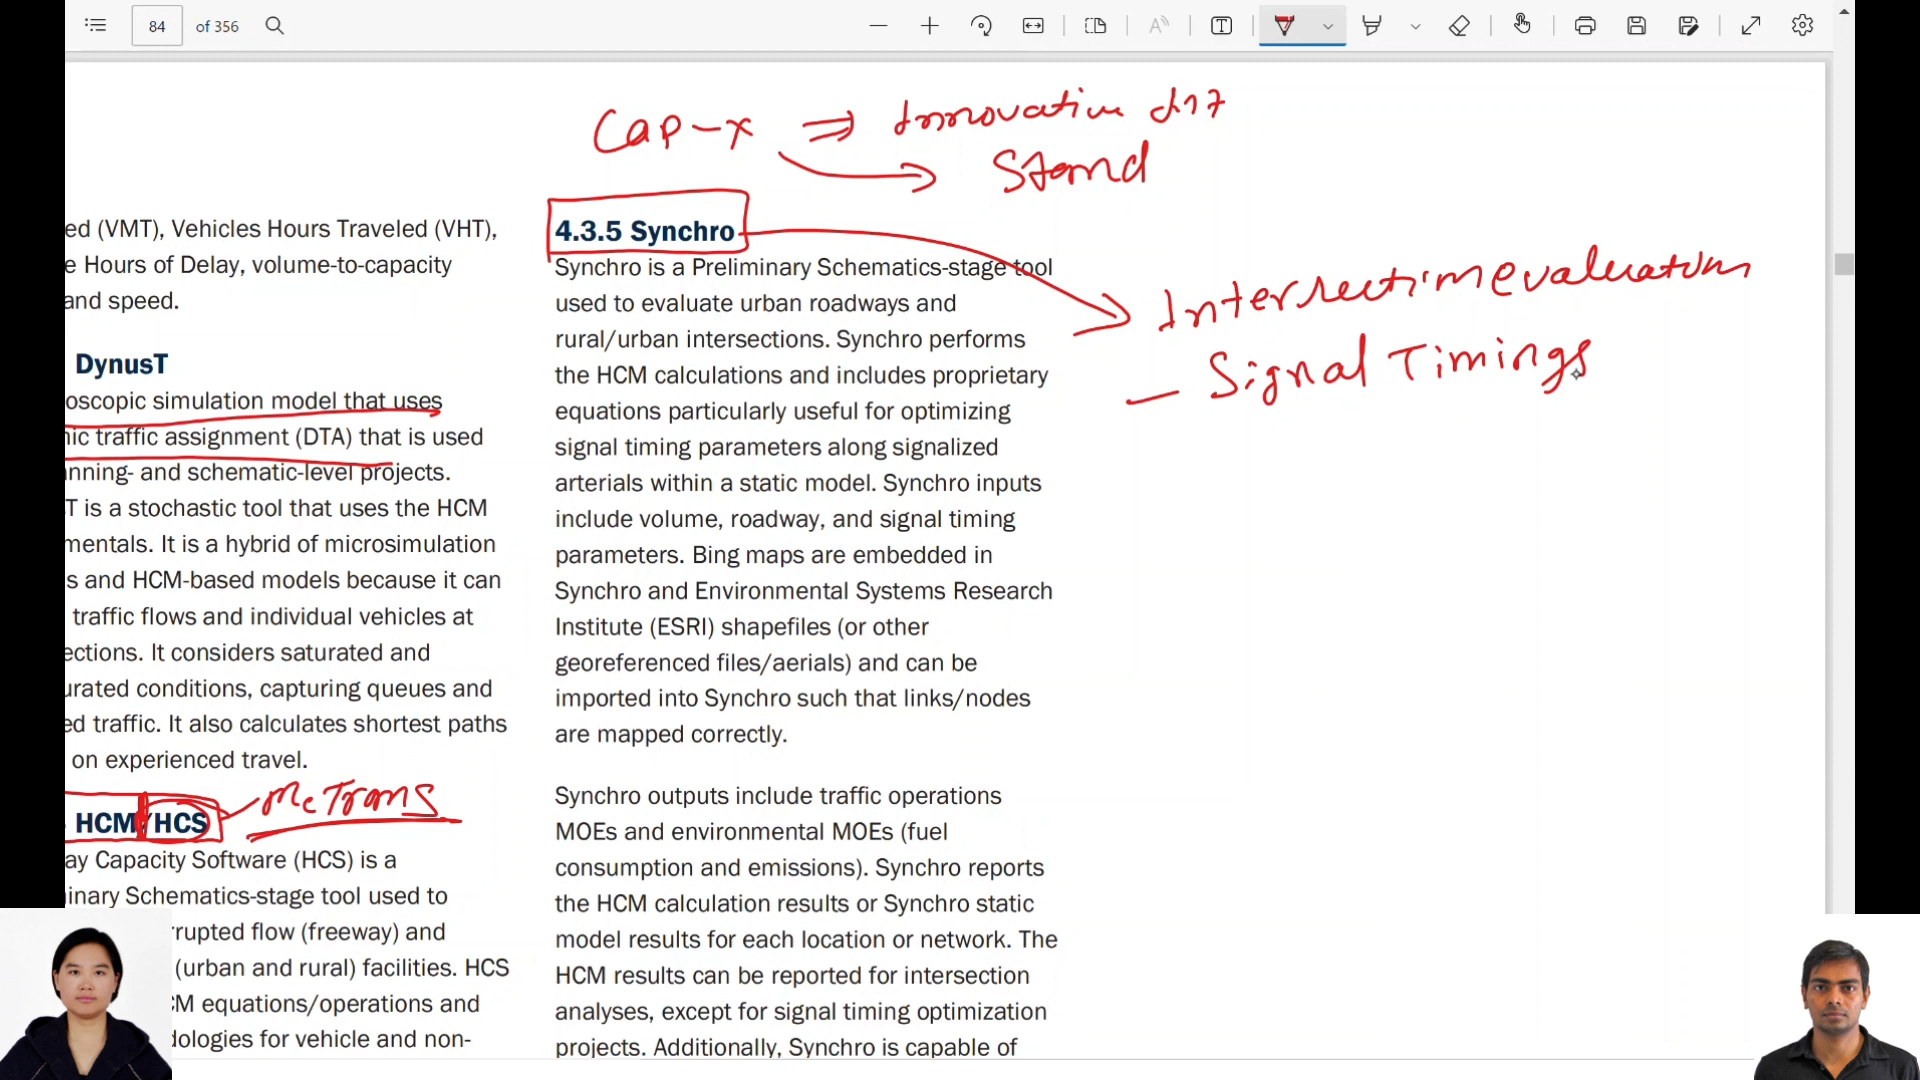 84 of 356
Cap-x ⇒ Innovative
Stand
ed (VMT), Vehicles Hours Traveled (VHT),
e Hours of Delay, volume-to-capacity
and speed.
DynusT
oscopic simulation model that uses
nic traffic assignment (DTA) that is used
anning- and schematic-level projects.
T is a stochastic tool that uses the HCM
mentals. It is a hybrid of microsimulation
s and HCM-based models because it can
traffic flows and individual vehicles at
ections. It considers saturated and
urated conditions, capturing queues and
ed traffic. It also calculates shortest paths
on experienced travel.
HCM/HCS
McTrans
ay Capacity Software (HCS) is a
inary Schematics-stage tool used to
rrupted flow (freeway) and
(urban and rural) facilities. HCS
CM equations/operations and
dologies for vehicle and non-
4.3.5 Synchro
Synchro is a Preliminary Schematics-stage tool
used to evaluate urban roadways and
rural/urban intersections. Synchro performs
the HCM calculations and includes proprietary
equations particularly useful for optimizing
signal timing parameters along signalized
arterials within a static model. Synchro inputs
include volume, roadway, and signal timing
parameters. Bing maps are embedded in
Synchro and Environmental Systems Research
Institute (ESRI) shapefiles (or other
georeferenced files/aerials) and can be
imported into Synchro such that links/nodes
are mapped correctly.
Synchro outputs include traffic operations
MOEs and environmental MOEs (fuel
consumption and emissions). Synchro reports
the HCM calculation results or Synchro static
model results for each location or network. The
HCM results can be reported for intersection
analyses, except for signal timing optimization
projects. Additionally, Synchro is capable of
Intersection evaluation
- Signal Timings